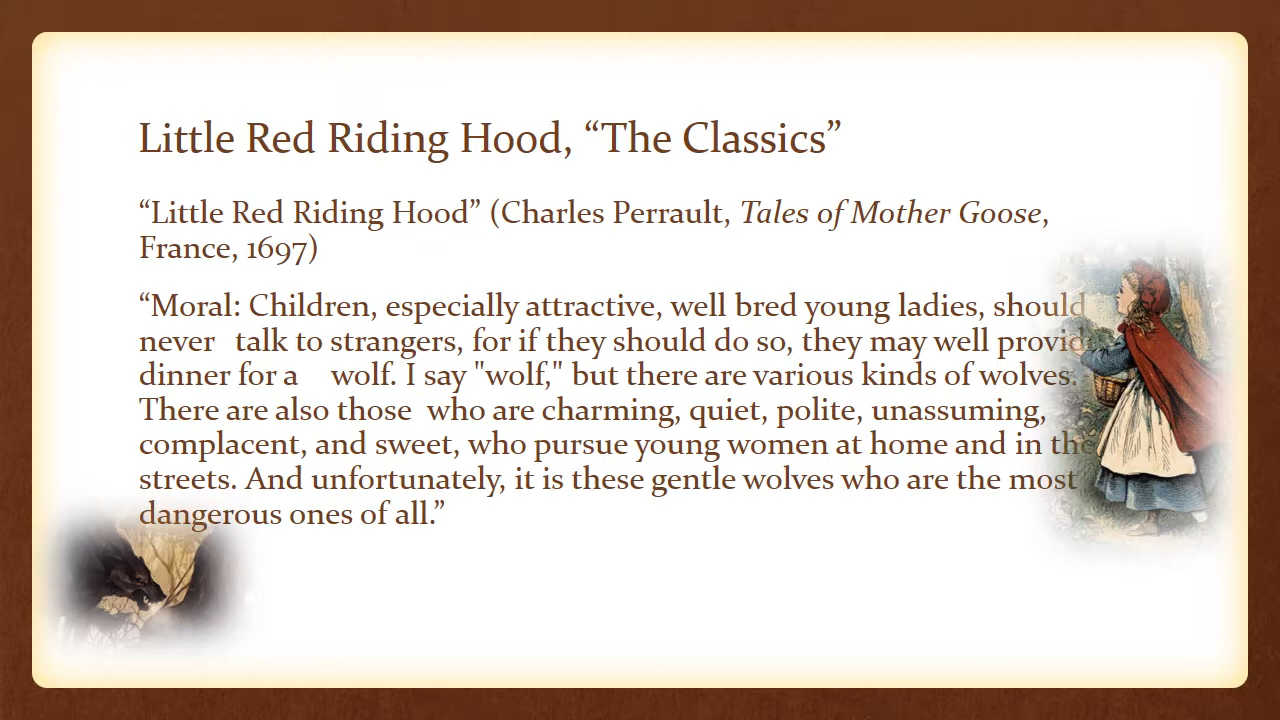 Little Red Riding Hood, “The Classics”
“Little Red Riding Hood” (Charles Perrault, Tales of Mother Goose,
France, 1697)
“Moral: Children, especially attractive, well bred young ladies, should
never talk to strangers, for if they should do so, they may well provide
dinner for a wolf. I say "wolf," but there are various kinds of wolves.
There are also those who are charming, quiet, polite, unassuming,
complacent, and sweet, who pursue young women at home and in the
streets. And unfortunately, it is these gentle wolves who are the most
dangerous ones of all.”